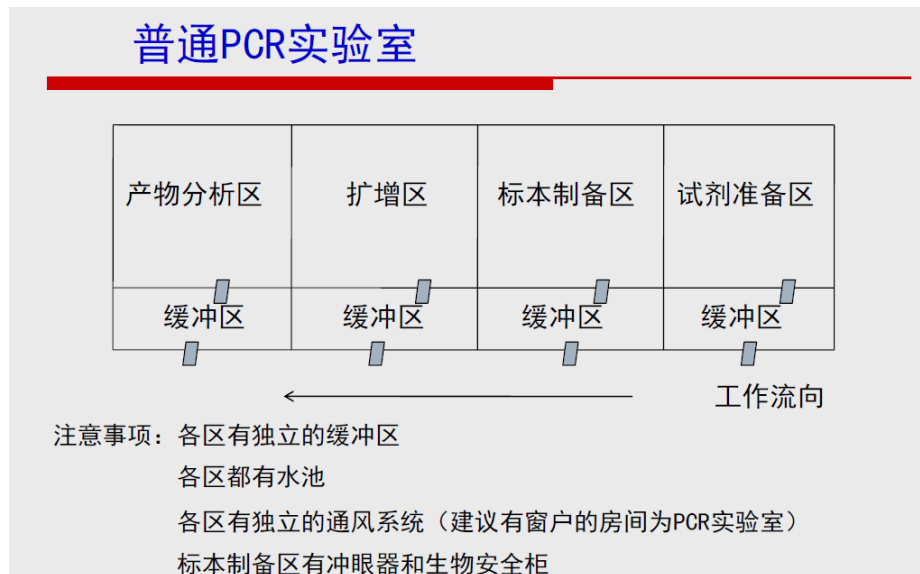 普通PCR实验室
产物分析区 扩增区 标本制备区 试剂准备区
缓冲区 缓冲区 缓冲区 缓冲区
工作流向
注意事项：各区有独立的缓冲区
各区都有水池
各区有独立的通风系统（建议有窗户的房间为PCR实验室）
标本制备区有冲眼器和生物安全柜